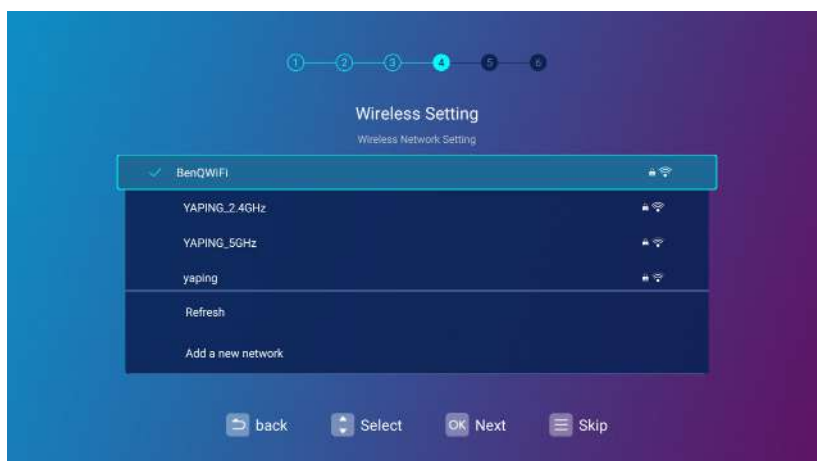 1 2 3 4 5 6
Wireless Setting
Wireless Network Setting
BenQWiFi
YAPING_2.4GHz
YAPING_5GHz
yaping
Refresh
Add a new network
back Select OK Next Skip